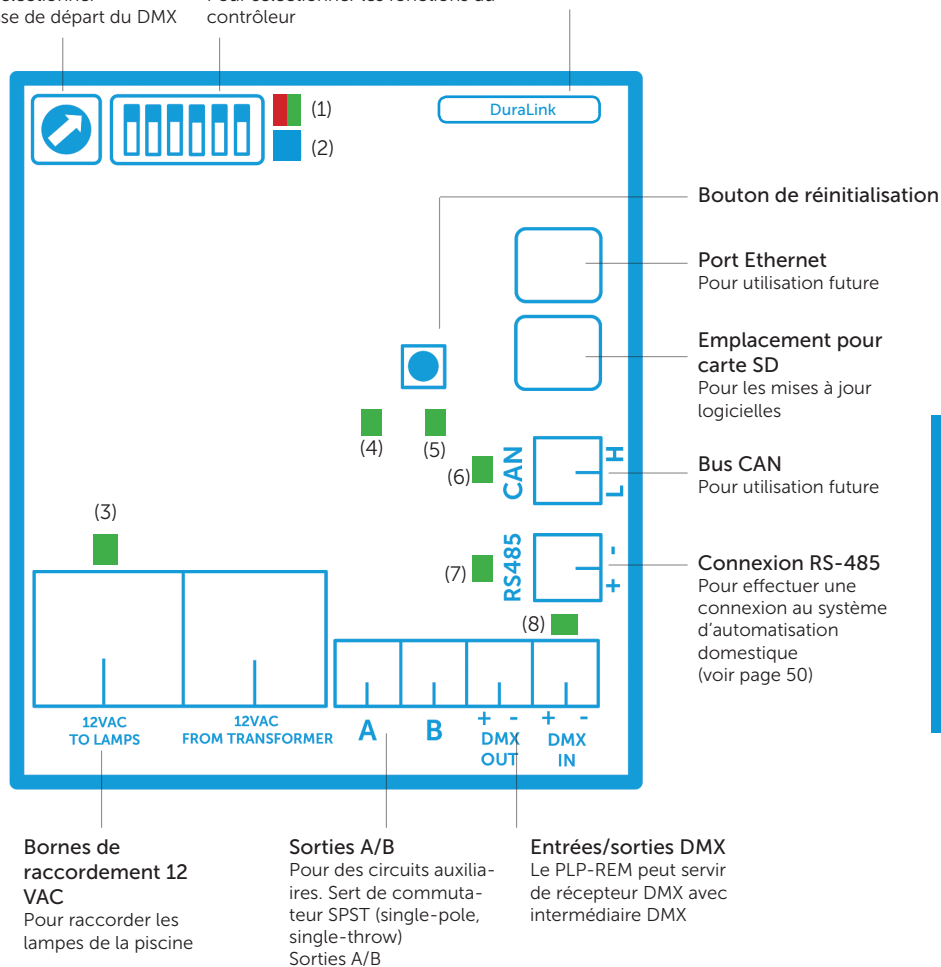 se de départ du DMX
contrôleur
(1)
(2)
DuraLink
Bouton de réinitialisation
Port Ethernet
Pour utilisation future
Emplacement pour
carte SD
Pour les mises à jour
logicielles
(4)
(5)
(6)
CAN
H
L
Bus CAN
Pour utilisation future
(3)
(7)
RS485
-
+
Connexion RS-485
Pour effectuer une
connexion au système
d'automatisation
domestique
(voir page 50)
(8)
12VAC
TO LAMPS
12VAC
FROM TRANSFORMER
A
B
+ -
DMX
OUT
+ -
DMX
IN
Bornes de
raccordement 12
VAC
Pour raccorder les
lampes de la piscine
Sorties A/B
Pour des circuits auxilia-
ires. Sert de commuta-
teur SPST (single-pole,
single-throw)
Sorties A/B
Entrées/sorties DMX
Le PLP-REM peut servir
de récepteur DMX avec
intermédiaire DMX